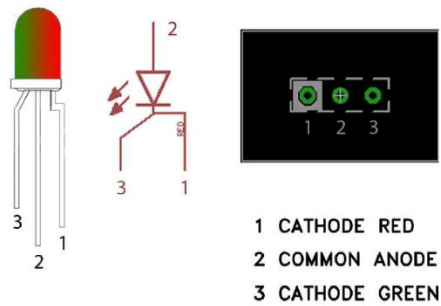 2
RED
3
1
3
2
1
1 2 3
1 CATHODE RED
2 COMMON ANODE
3 CATHODE GREEN